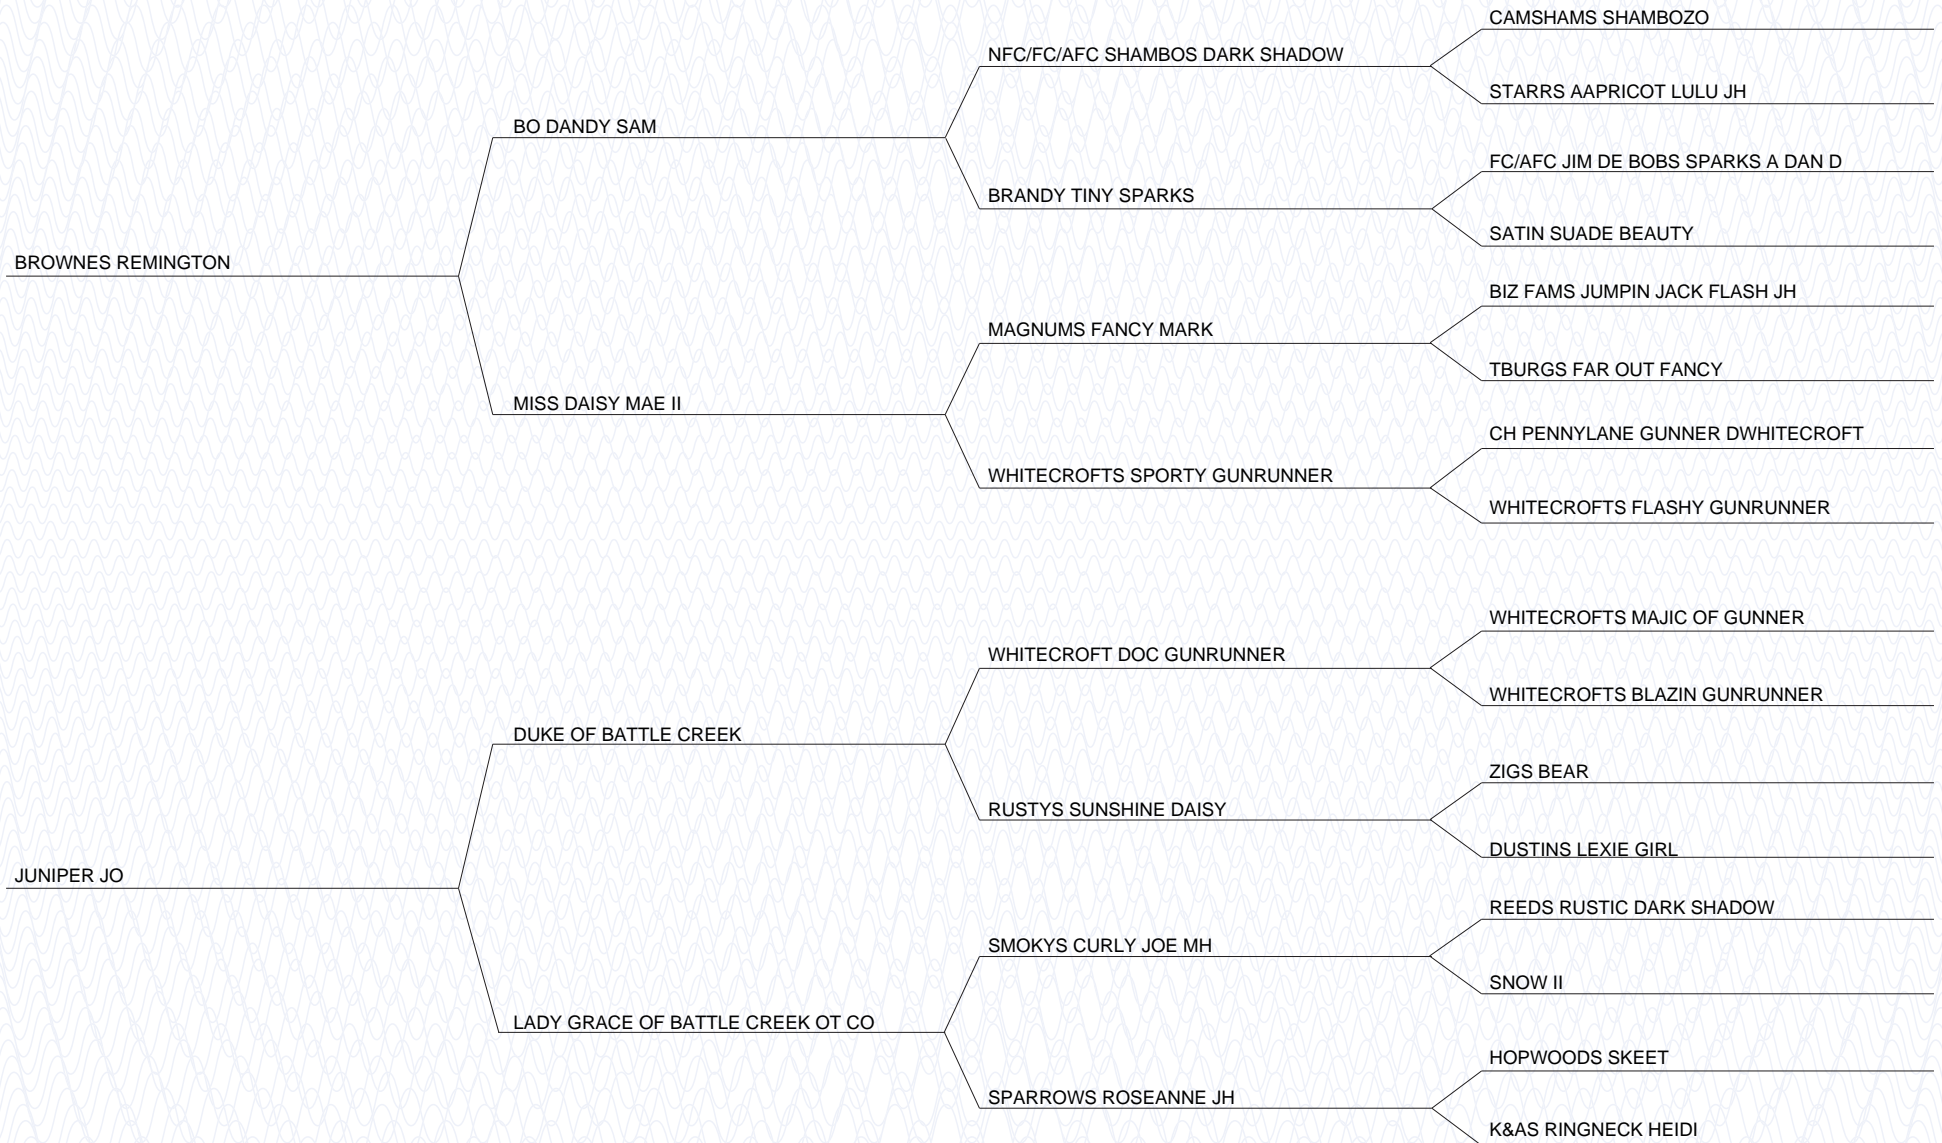 CAMSHAMS SHAMBOZO
NFC/FC/AFC SHAMBOS DARK SHADOW
STARRS AAPRICOT LULU JH
BO DANDY SAM
FC/AFC JIM DE BOBS SPARKS A DAN D
BRANDY TINY SPARKS
SATIN SUADE BEAUTY
BROWNES REMINGTON
BIZ FAMS JUMPIN JACK FLASH JH
MAGNUMS FANCY MARK
TBURGS FAR OUT FANCY
MISS DAISY MAE II
CH PENNYLANE GUNNER DWHITECROFT
WHITECROFTS SPORTY GUNRUNNER
WHITECROFTS FLASHY GUNRUNNER
WHITECROFTS MAJIC OF GUNNER
WHITECROFT DOC GUNRUNNER
WHITECROFTS BLAZIN GUNRUNNER
DUKE OF BATTLE CREEK
ZIGS BEAR
RUSTYS SUNSHINE DAISY
DUSTINS LEXIE GIRL
JUNIPER JO
REEDS RUSTIC DARK SHADOW
SMOKYS CURLY JOE MH
SNOW II
LADY GRACE OF BATTLE CREEK OT CO
HOPWOODS SKEET
SPARROWS ROSEANNE JH
K&AS RINGNECK HEIDI